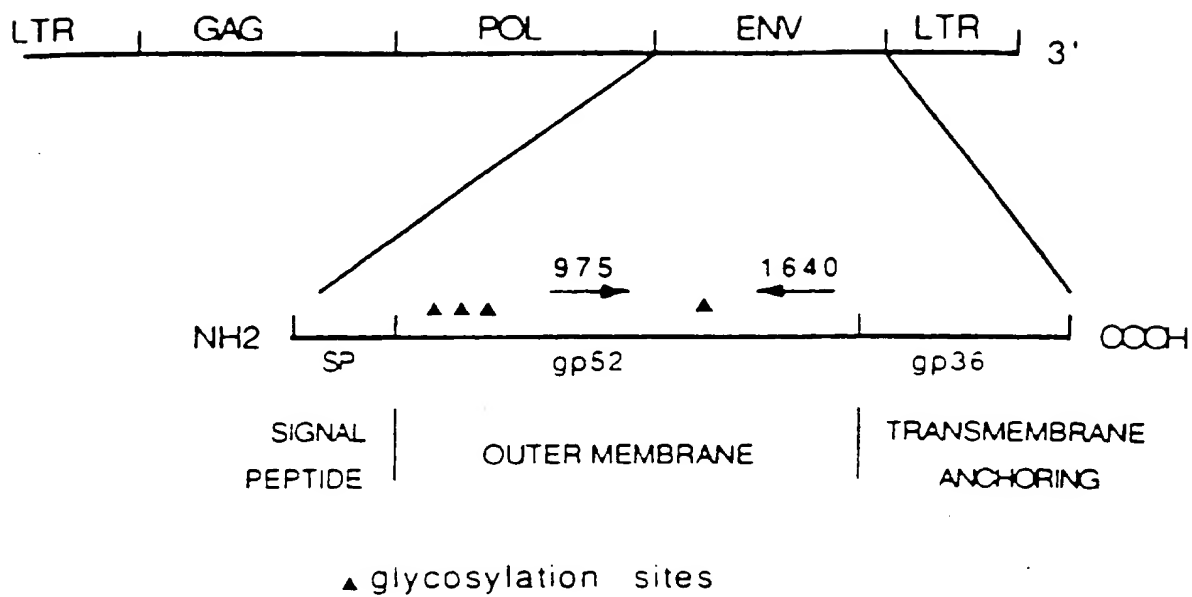 LTR GAG POL ENV LTR 3'
975 1640
NH2 COOH
SP gp52 gp36
SIGNAL PEPTIDE
OUTER MEMBRANE
TRANSMEMBRANE ANCHORING
▲ glycosylation sites